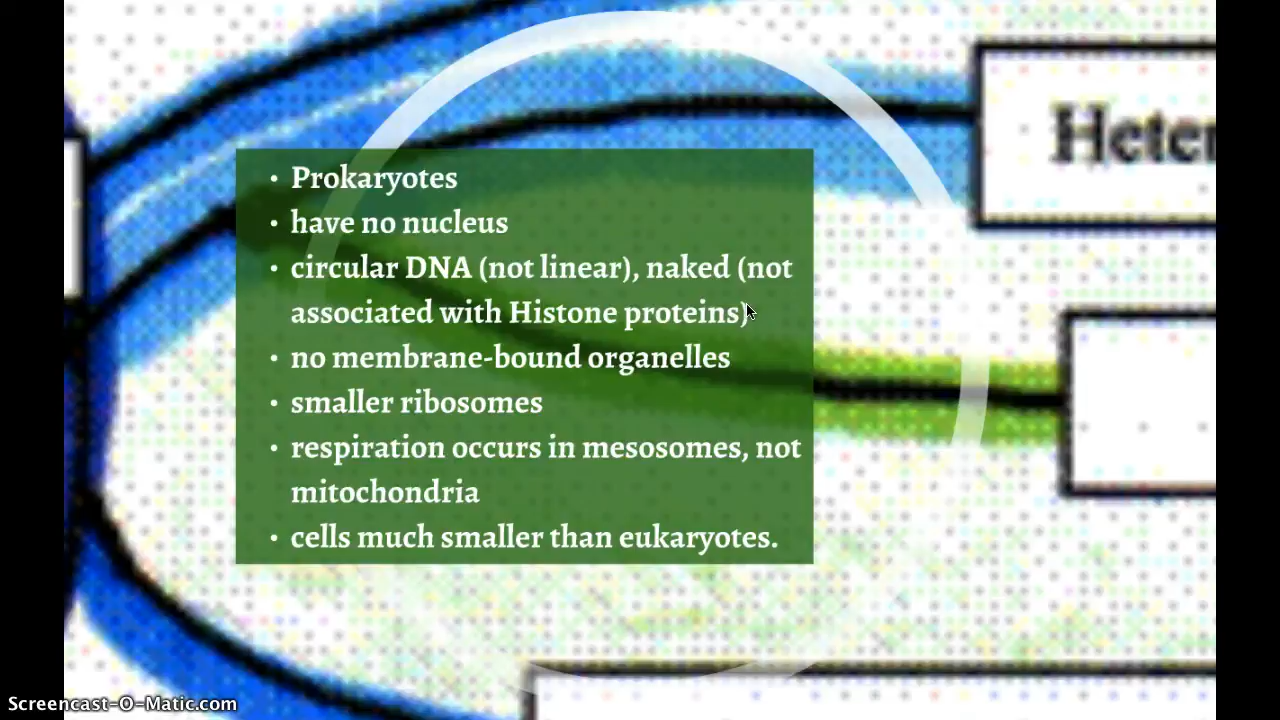 Heter
• Prokaryotes
• have no nucleus
• circular DNA (not linear), naked (not
associated with Histone proteins)
• no membrane-bound organelles
• smaller ribosomes
• respiration occurs in mesosomes, not
mitochondria
• cells much smaller than eukaryotes.
Screencast-O-Matic.com